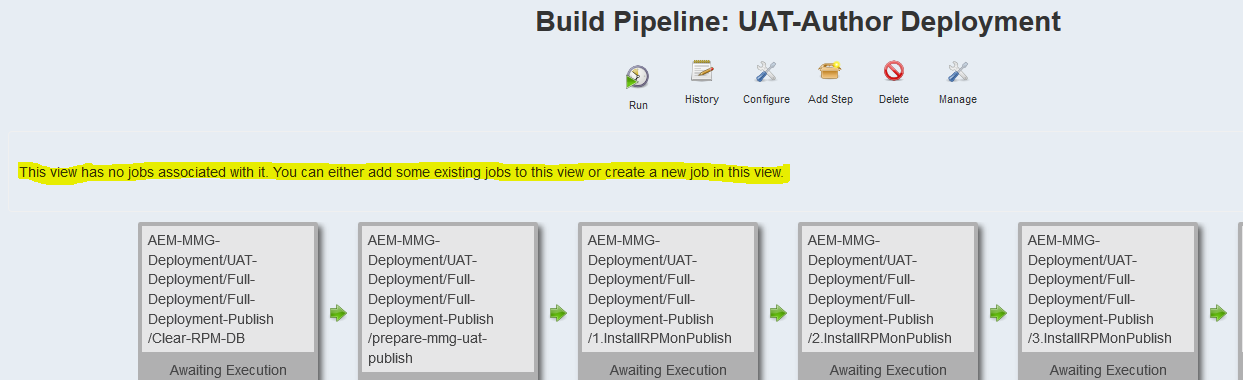 Build Pipeline: UAT-Author Deployment
Run History Configure Add Step Delete Manage
This view has no jobs associated with it. You can either add some existing jobs to this view or create a new job in this view.
AEM-MMG-
Deployment/UAT-
Deployment/Full-
Deployment/Full-
Deployment-Publish
/Clear-RPM-DB
Awaiting Execution
AEM-MMG-
Deployment/UAT-
Deployment/Full-
Deployment/Full-
Deployment-Publish
/prepare-mmg-uat-
publish
AEM-MMG-
Deployment/UAT-
Deployment/Full-
Deployment/Full-
Deployment-Publish
/1.InstallRPMonPublish
Awaiting Execution
AEM-MMG-
Deployment/UAT-
Deployment/Full-
Deployment/Full-
Deployment-Publish
/2.InstallRPMonPublish
Awaiting Execution
AEM-MMG-
Deployment/UAT-
Deployment/Full-
Deployment/Full-
Deployment-Publish
/3.InstallRPMonPublish
Awaiting Execution